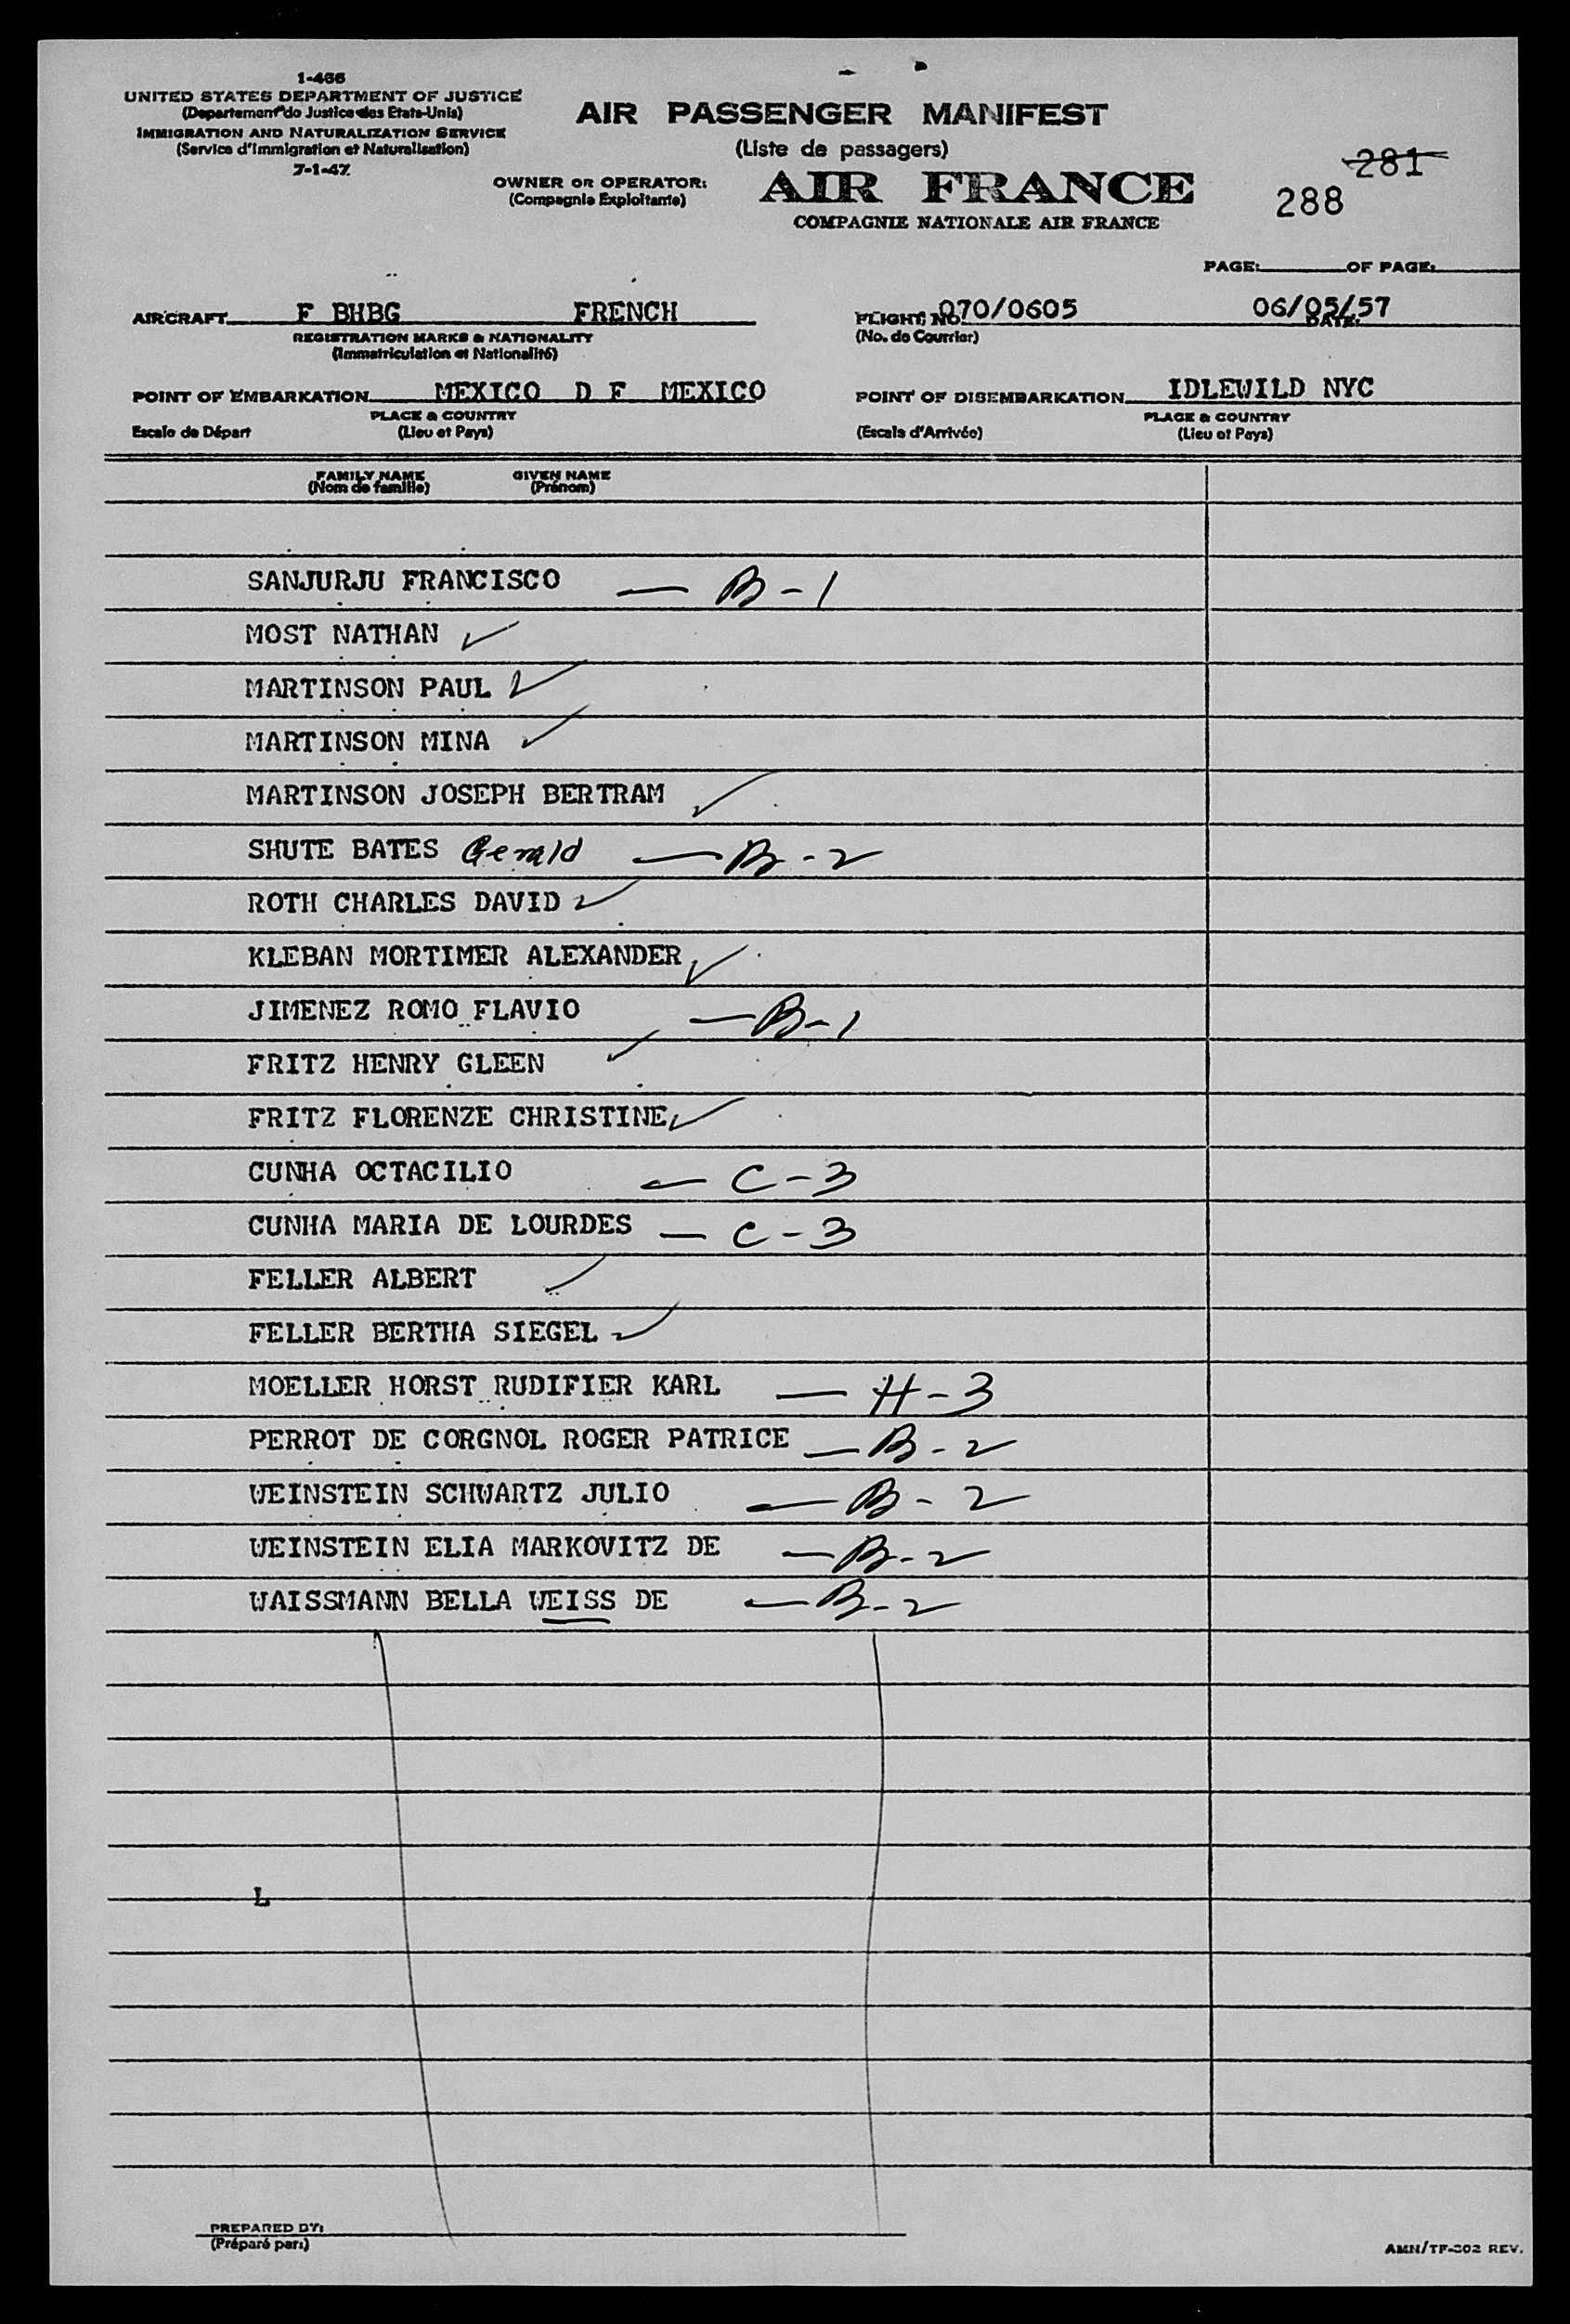 1-466
UNITED STATES DEPARTMENT OF JUSTICE
(Departement do Justice des Etats-Unis)
IMMIGRATION AND NATURALIZATION SERVICE
(Service d'Immigration et Naturalisation)
7-1-47
AIR PASSENGER MANIFEST
(Liste de passagers)
OWNER OR OPERATOR:
(Compagnie Exploitante)
AIR FRANCE
COMPAGNIE NATIONALE AIR FRANCE
281
288
PAGE: OF PAGE:
AIRCRAFT F BHBG FRENCH
REGISTRATION MARKS & NATIONALITY
(Immatriculation et Nationalité)
FLIGHT NO. 070/0605
(No. de Courrier)
06/05/57
DATE:
POINT OF EMBARKATION MEXICO D F MEXICO
PLACE & COUNTRY
Escale de Départ (Lieu et Pays)
POINT OF DISEMBARKATION IDLEWILD NYC
PLACE & COUNTRY
(Escals d'Arrivée) (Lieu et Pays)
FAMILY NAME GIVEN NAME
(Nom de famille) (Prénom)
SANJURJU FRANCISCO — B-1
MOST NATHAN ✓
MARTINSON PAUL ✓
MARTINSON MINA ✓
MARTINSON JOSEPH BERTRAM ✓
SHUTE BATES Gerald — B-2
ROTH CHARLES DAVID ✓
KLEBAN MORTIMER ALEXANDER ✓
JIMENEZ ROMO FLAVIO — B-1
FRITZ HENRY GLEEN ✓
FRITZ FLORENZE CHRISTINE ✓
CUNHA OCTACILIO — C-3
CUNHA MARIA DE LOURDES — C-3
FELLER ALBERT ✓
FELLER BERTHA SIEGEL ✓
MOELLER HORST RUDIFIER KARL — H-3
PERROT DE CORGNOL ROGER PATRICE — B-2
WEINSTEIN SCHWARTZ JULIO — B-2
WEINSTEIN ELIA MARKOVITZ DE — B-2
WAISSMANN BELLA WEISS DE — B-2
L
PREPARED BY:
(Préparé par:)
AMN/TF-302 REV.